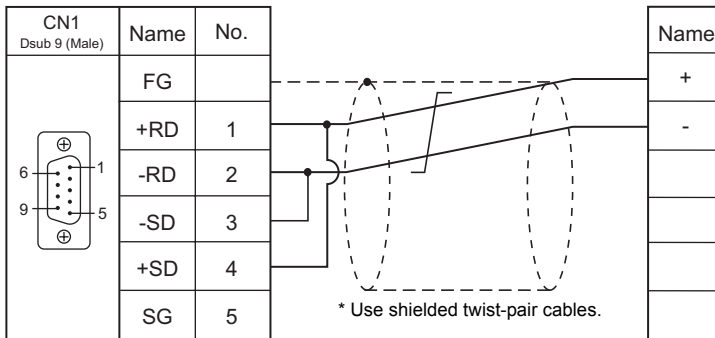 CN1
Dsub 9 (Male)
Name No.
Name
FG
+
+RD 1
-
-RD 2
6 1
9 5
-SD 3
+SD 4
SG 5
* Use shielded twist-pair cables.